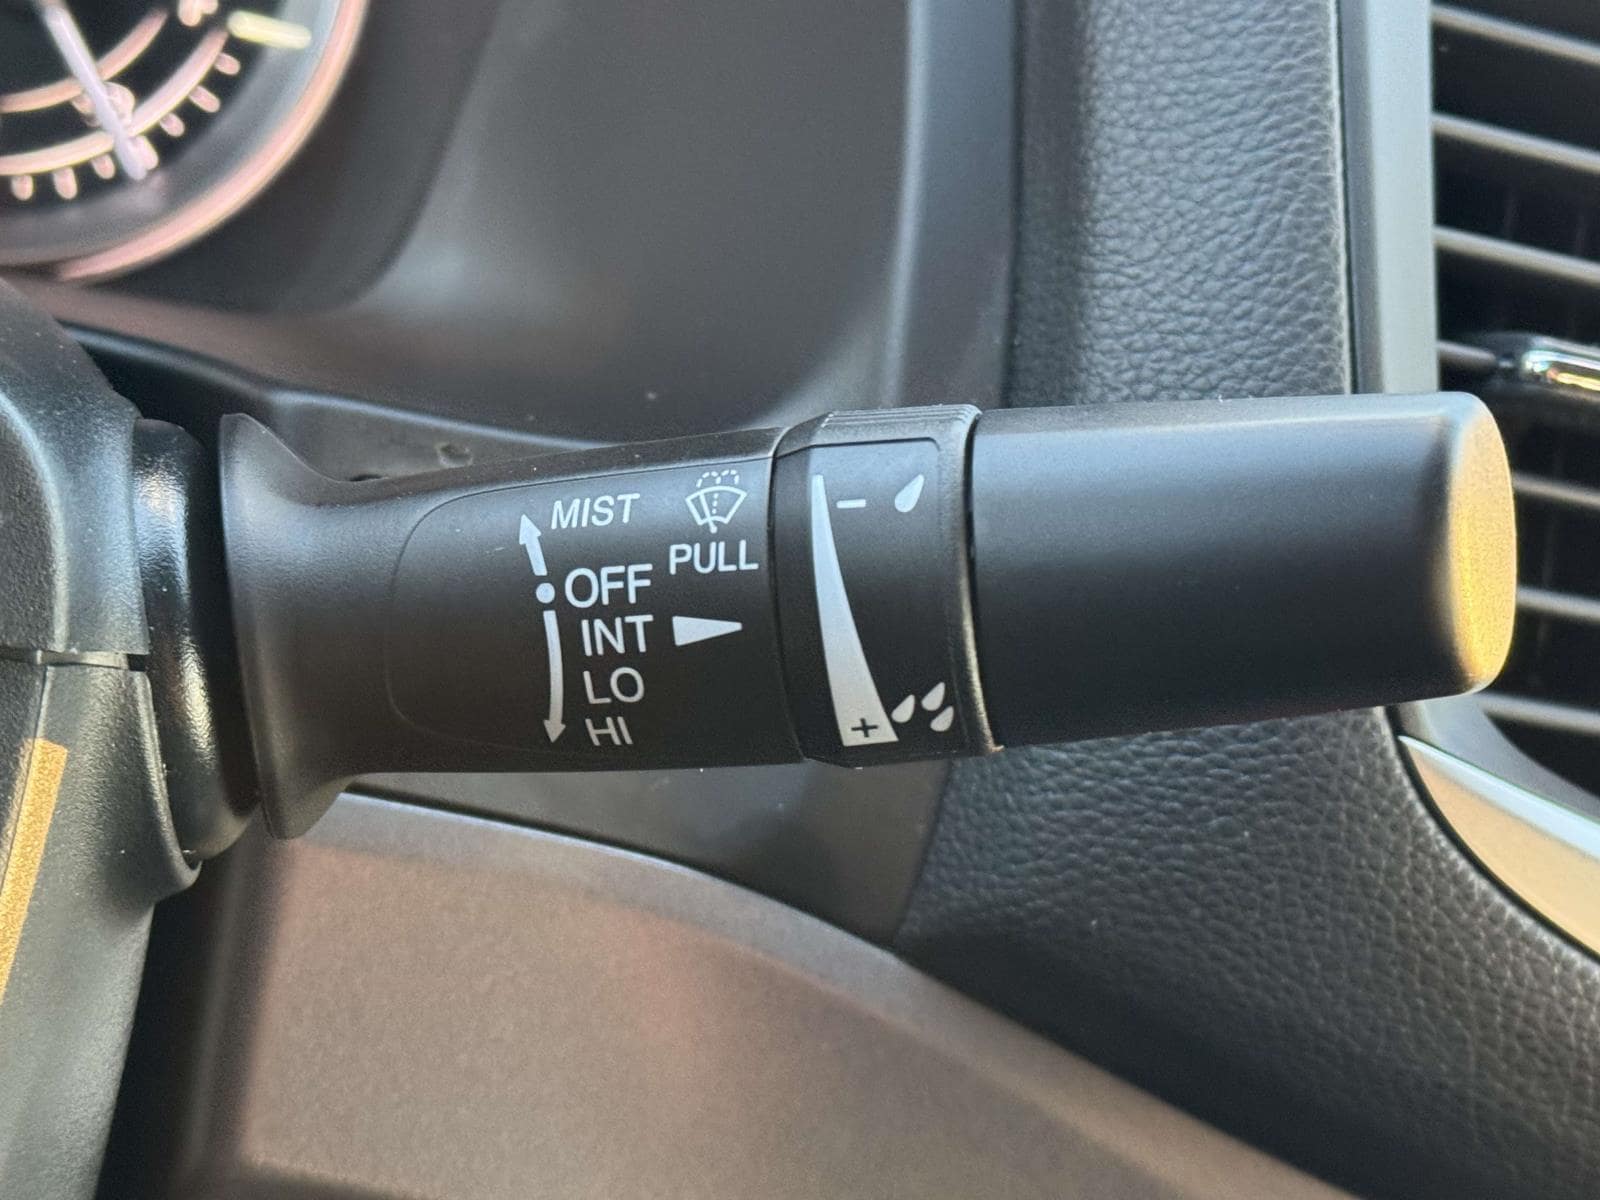 MIST
PULL
OFF
INT
LO
HI
−
+